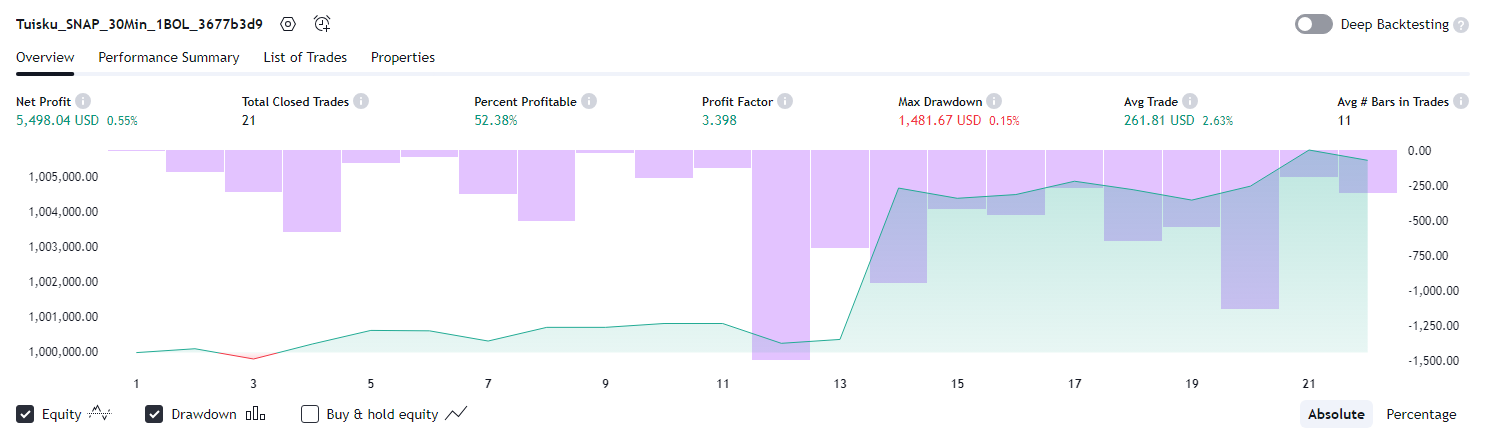 Tuisku_SNAP_30Min_1BOL_3677b3d9 Deep Backtesting ?
Overview Performance Summary List of Trades Properties
Net Profit i Total Closed Trades i Percent Profitable i Profit Factor i Max Drawdown i Avg Trade i Avg # Bars in Trades i
5,498.04 USD 0.55% 21 52.38% 3.398 1,481.67 USD 0.15% 261.81 USD 2.63% 11
0.00
1,005,000.00 -250.00
1,004,000.00 -500.00
1,003,000.00 -750.00
1,002,000.00 -1,000.00
1,001,000.00 -1,250.00
1,000,000.00 -1,500.00
1 3 5 7 9 11 13 15 17 19 21
Equity Drawdown Buy & hold equity Absolute Percentage